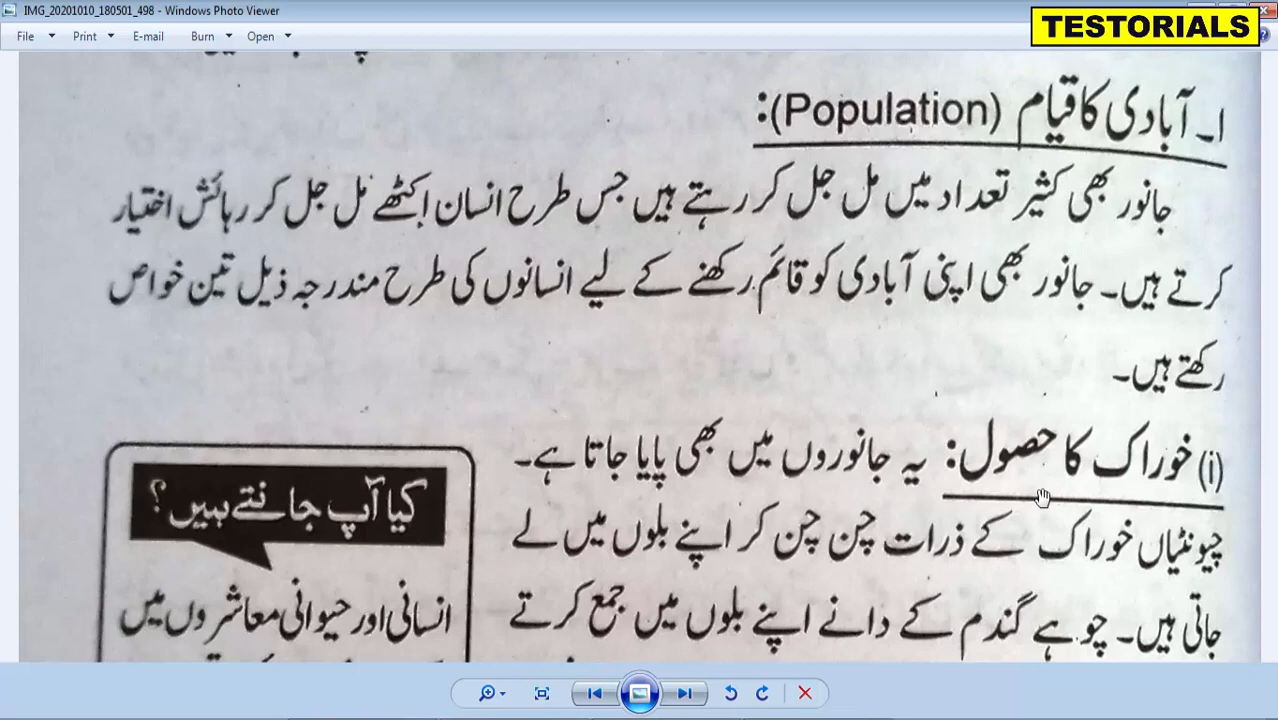 IMG_20201010_180501_498 - Windows Photo Viewer
TESTORIALS
File Print E-mail Burn Open
۱۔ آبادی کا قیام (Population):
جانور بھی کثیر تعداد میں مل جل کر رہتے ہیں جس طرح انسان اکٹھے مل جل کر رہائش اختیار
کرتے ہیں۔ جانور بھی اپنی آبادی کو قائم رکھنے کے لیے انسانوں کی طرح مندرجہ ذیل تین خواص
رکھتے ہیں۔
(i) خوراک کا حصول: یہ جانوروں میں بھی پایا جاتا ہے۔
چیونٹیاں خوراک کے ذرات چن چن کر اپنے بلوں میں لے
جاتی ہیں۔ چوہے گندم کے دانے اپنے بلوں میں جمع کرتے
کیا آپ جانتے ہیں؟
انسانی اور حیوانی معاشروں میں